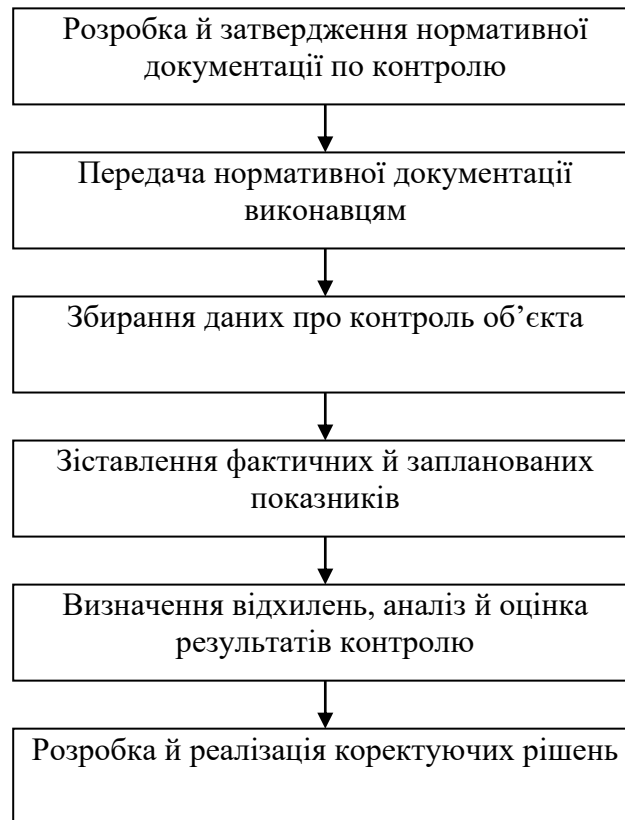 Розробка й затвердження нормативної
документації по контролю
Передача нормативної документації
виконавцям
Збирання даних про контроль об’єкта
Зіставлення фактичних й запланованих
показників
Визначення відхилень, аналіз й оцінка
результатів контролю
Розробка й реалізація коректуючих рішень